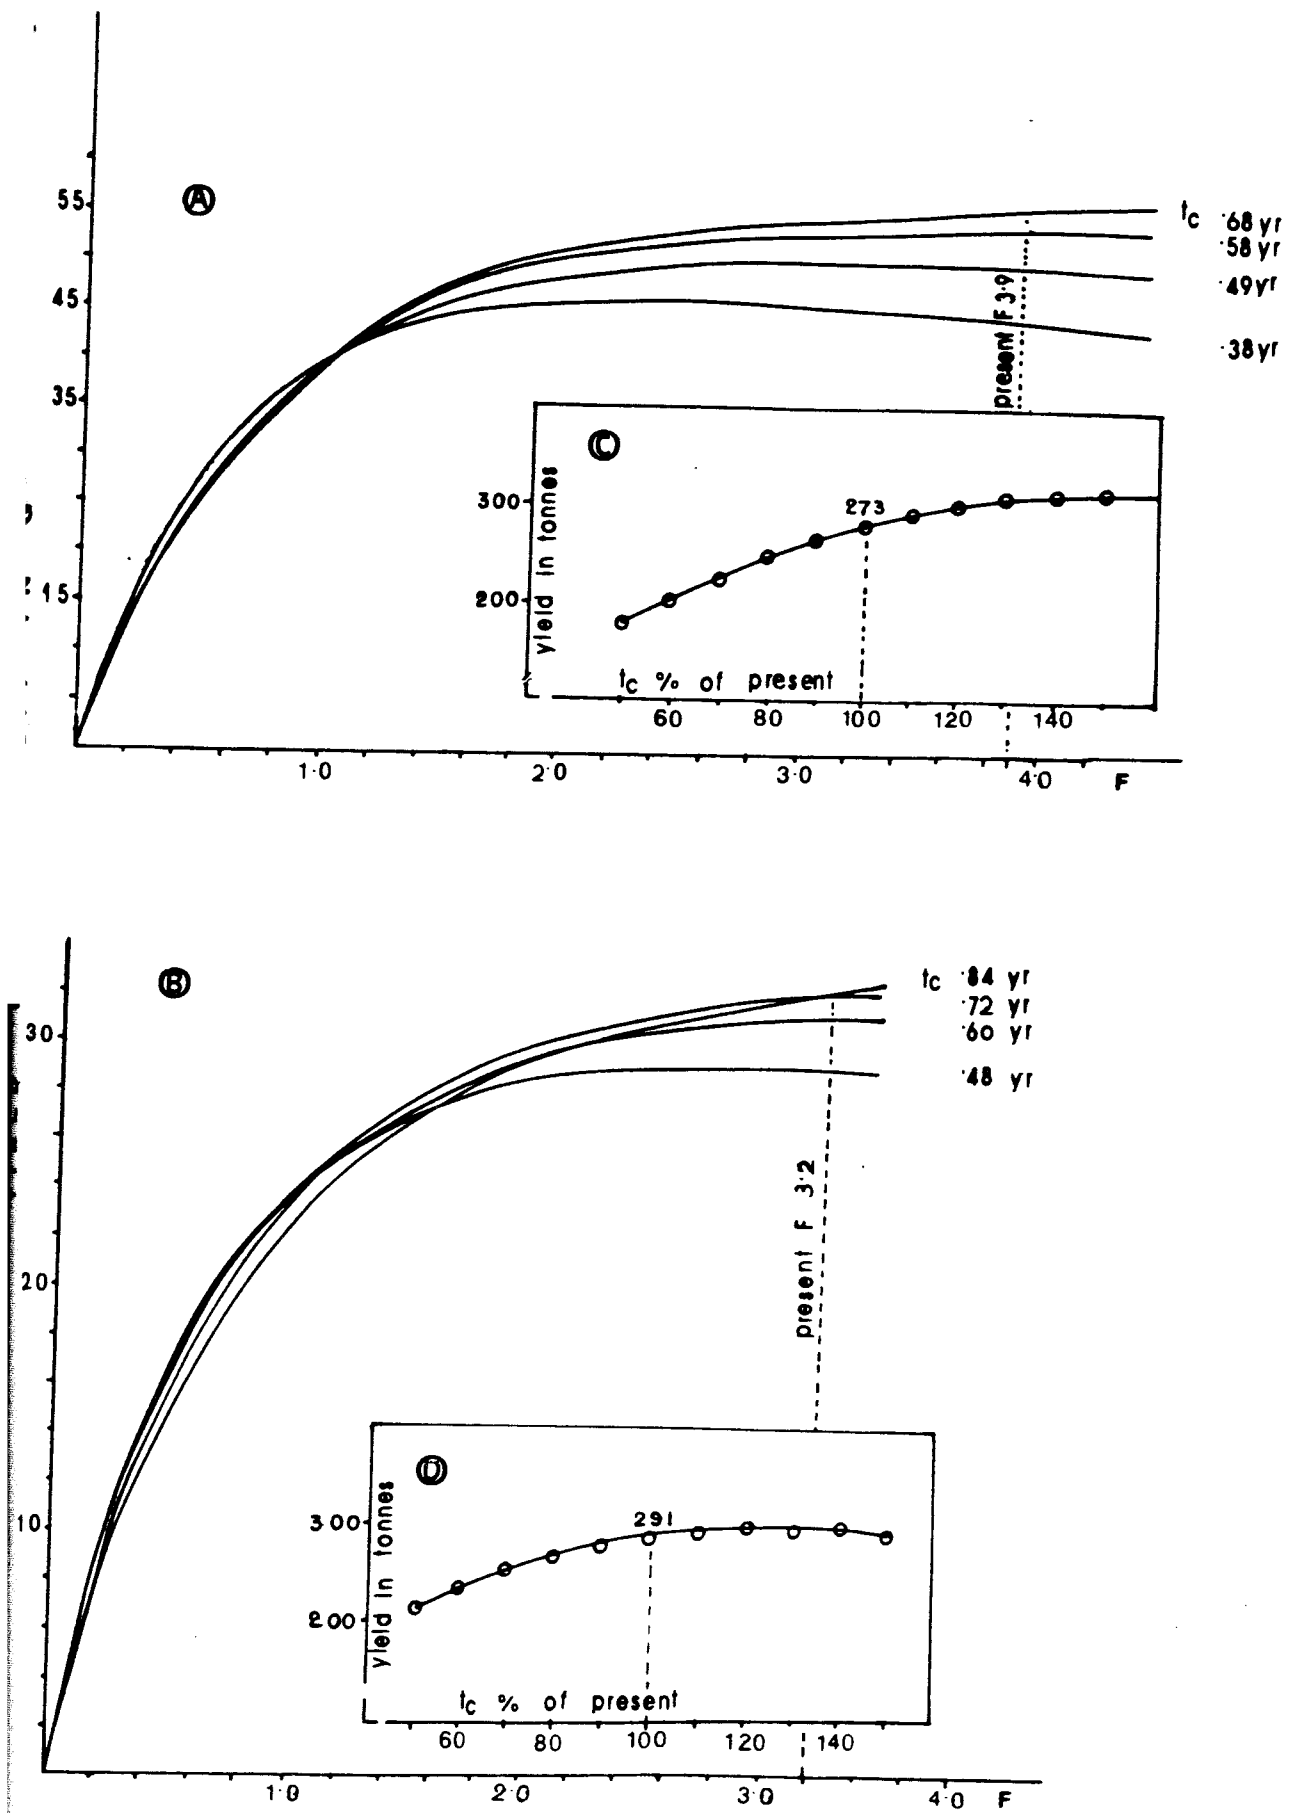 A
55
45
35
15
tc ·68 yr
·58 yr
·49 yr
·38 yr
present F 3·9
C
yield in tonnes
300
200
273
tc % of present
60 80 100 120 140
1·0 2·0 3·0 4·0 F
B
30
20
10
tc ·84 yr
·72 yr
·60 yr
·48 yr
present F 3·2
D
yield in tonnes
300
200
291
tc % of present
60 80 100 120 140
1·0 2·0 3·0 4·0 F